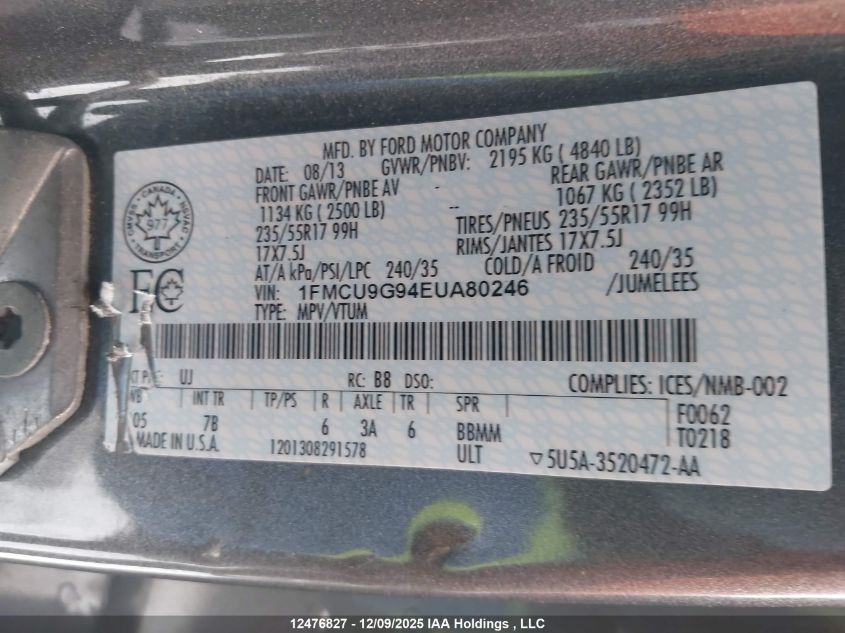 MFD. BY FORD MOTOR COMPANY
DATE: 08/13 GVWR/PNBV: 2195 KG ( 4840 LB)
FRONT GAWR/PNBE AV - REAR GAWR/PNBE AR
1134 KG ( 2500 LB) -- 1067 KG ( 2352 LB)
235/55R17 99H TIRES/PNEUS 235/55R17 99H
17X7.5J RIMS/JANTES 17X7.5J
AT/A kPa/PSI/LPC 240/35 COLD/A FROID 240/35
VIN: 1FMCU9G94EUA80246 /JUMELEES
TYPE: MPV/VTUM
CANADA
CMVSS NSVAC
977
TRANSPORT
UJ RC: B8 DSO: COMPLIES: ICES/NMB-002
INT TR TP/PS R AXLE TR SPR F0062
05 7B 6 3A 6 BBMM T0218
MADE IN U.S.A. 1201308291578 ULT ▽5U5A-3520472-AA
12476827 - 12/09/2025 IAA Holdings , LLC